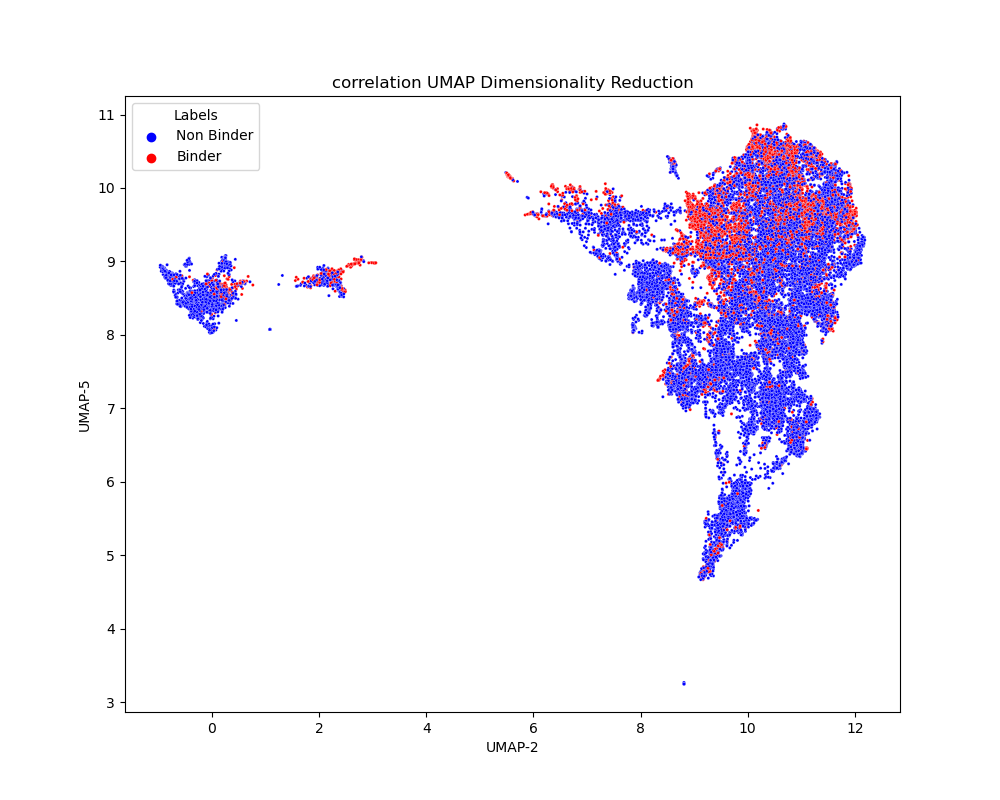 correlation UMAP Dimensionality Reduction
Labels
Non Binder
Binder
11
10
9
8
7
6
5
4
3
UMAP-5
0 2 4 6 8 10 12
UMAP-2